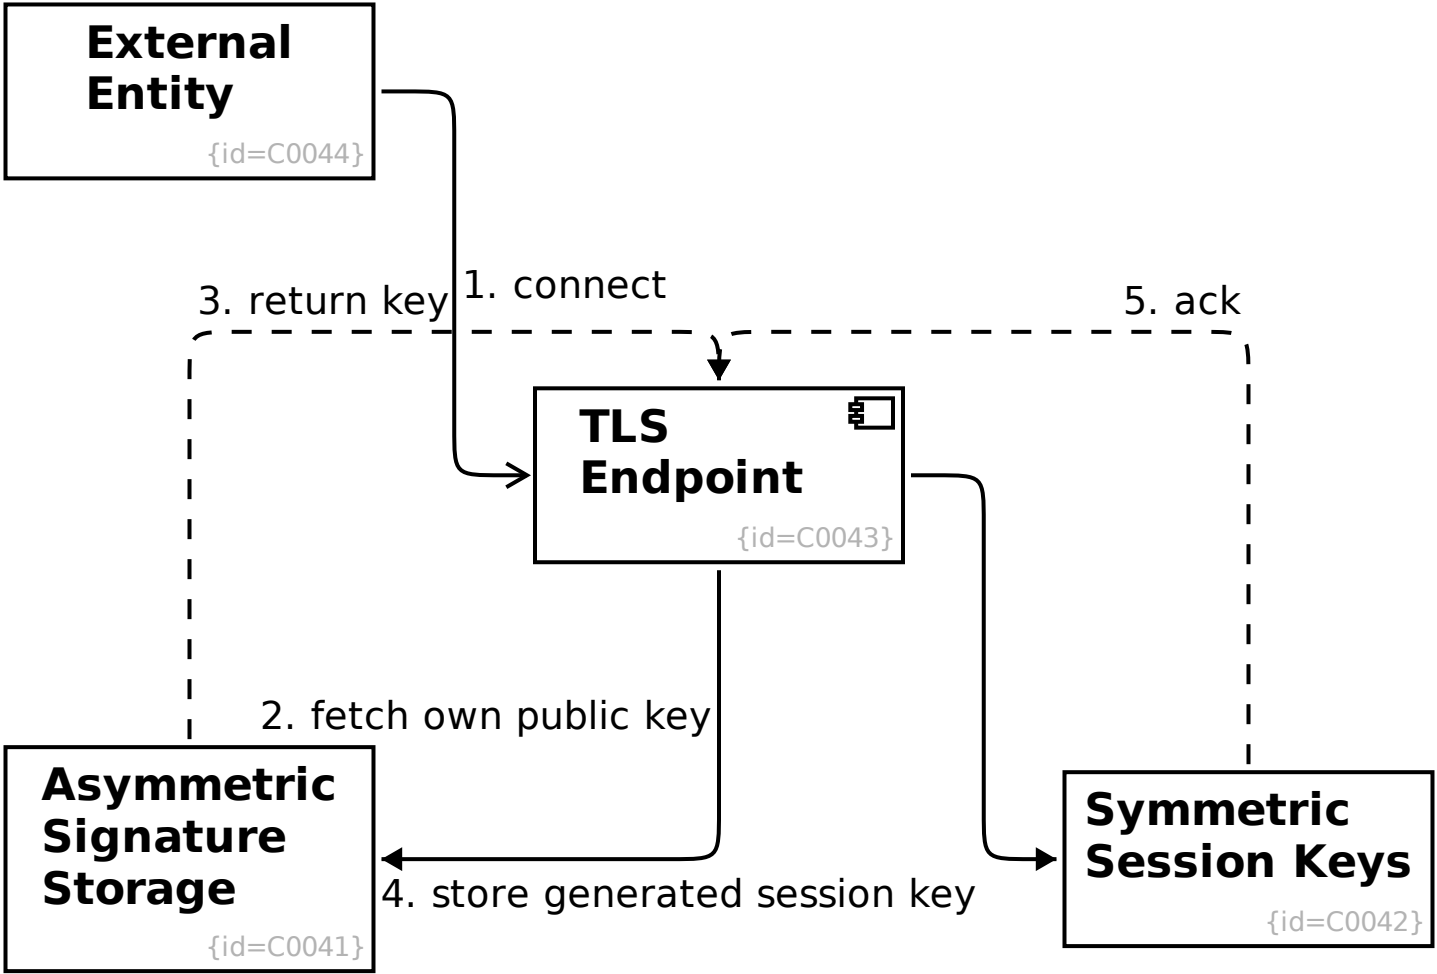 External
Entity
{id=C0044}
1. connect
3. return key
5. ack
TLS
Endpoint
{id=C0043}
2. fetch own public key
Asymmetric
Signature
Storage
{id=C0041}
4. store generated session key
Symmetric
Session Keys
{id=C0042}